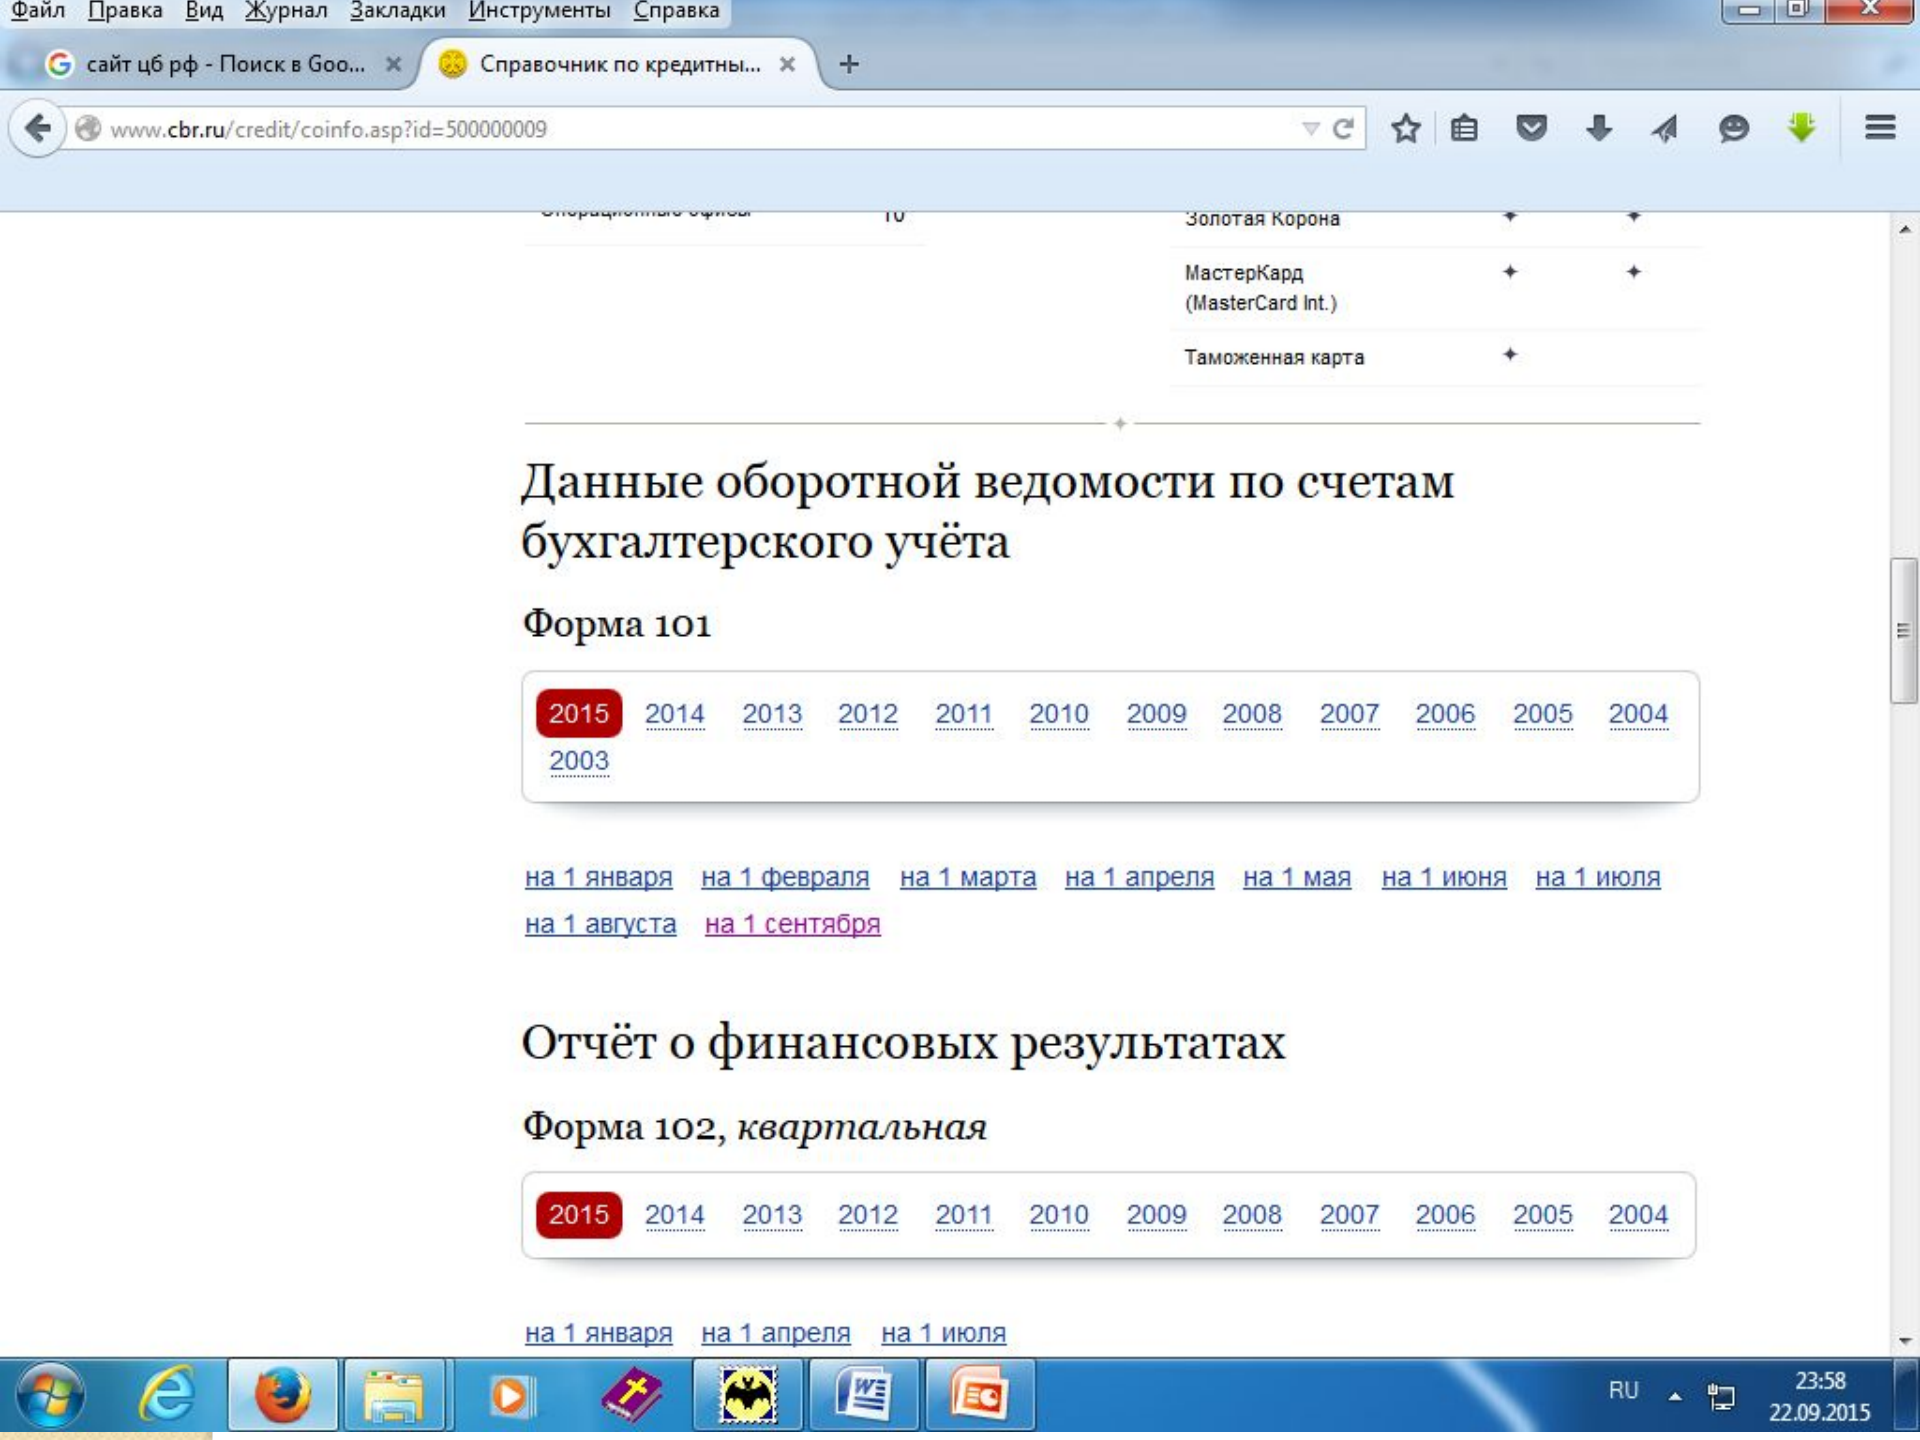 Файл Правка Вид Журнал Закладки Инструменты Справка
сайт цб рф - Поиск в Goo... Справочник по кредитны...
www.cbr.ru/credit/coinfo.asp?id=500000009
Операционные офисы 10 Золотая Корона
МастерКард
(MasterCard Int.)
Таможенная карта
Данные оборотной ведомости по счетам
бухгалтерского учёта
Форма 101
2015 2014 2013 2012 2011 2010 2009 2008 2007 2006 2005 2004
2003
на 1 января на 1 февраля на 1 марта на 1 апреля на 1 мая на 1 июня на 1 июля
на 1 августа на 1 сентября
Отчёт о финансовых результатах
Форма 102, квартальная
2015 2014 2013 2012 2011 2010 2009 2008 2007 2006 2005 2004
на 1 января на 1 апреля на 1 июля
RU 23:58
22.09.2015